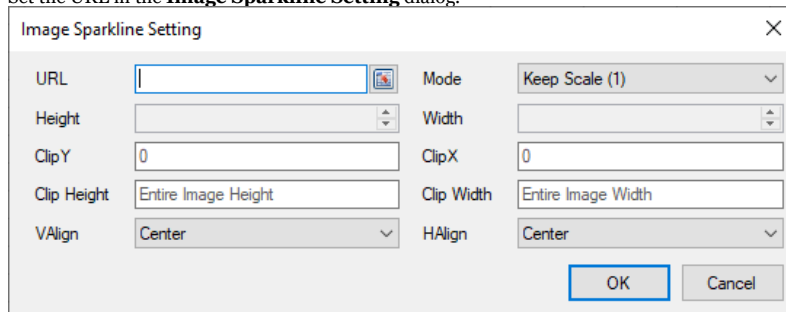 Set the URL in the Image Sparkline Setting dialog.
Image Sparkline Setting
URL Mode Keep Scale (1)
Height Width
ClipY 0 ClipX 0
Clip Height Entire Image Height Clip Width Entire Image Width
VAlign Center HAlign Center
OK Cancel